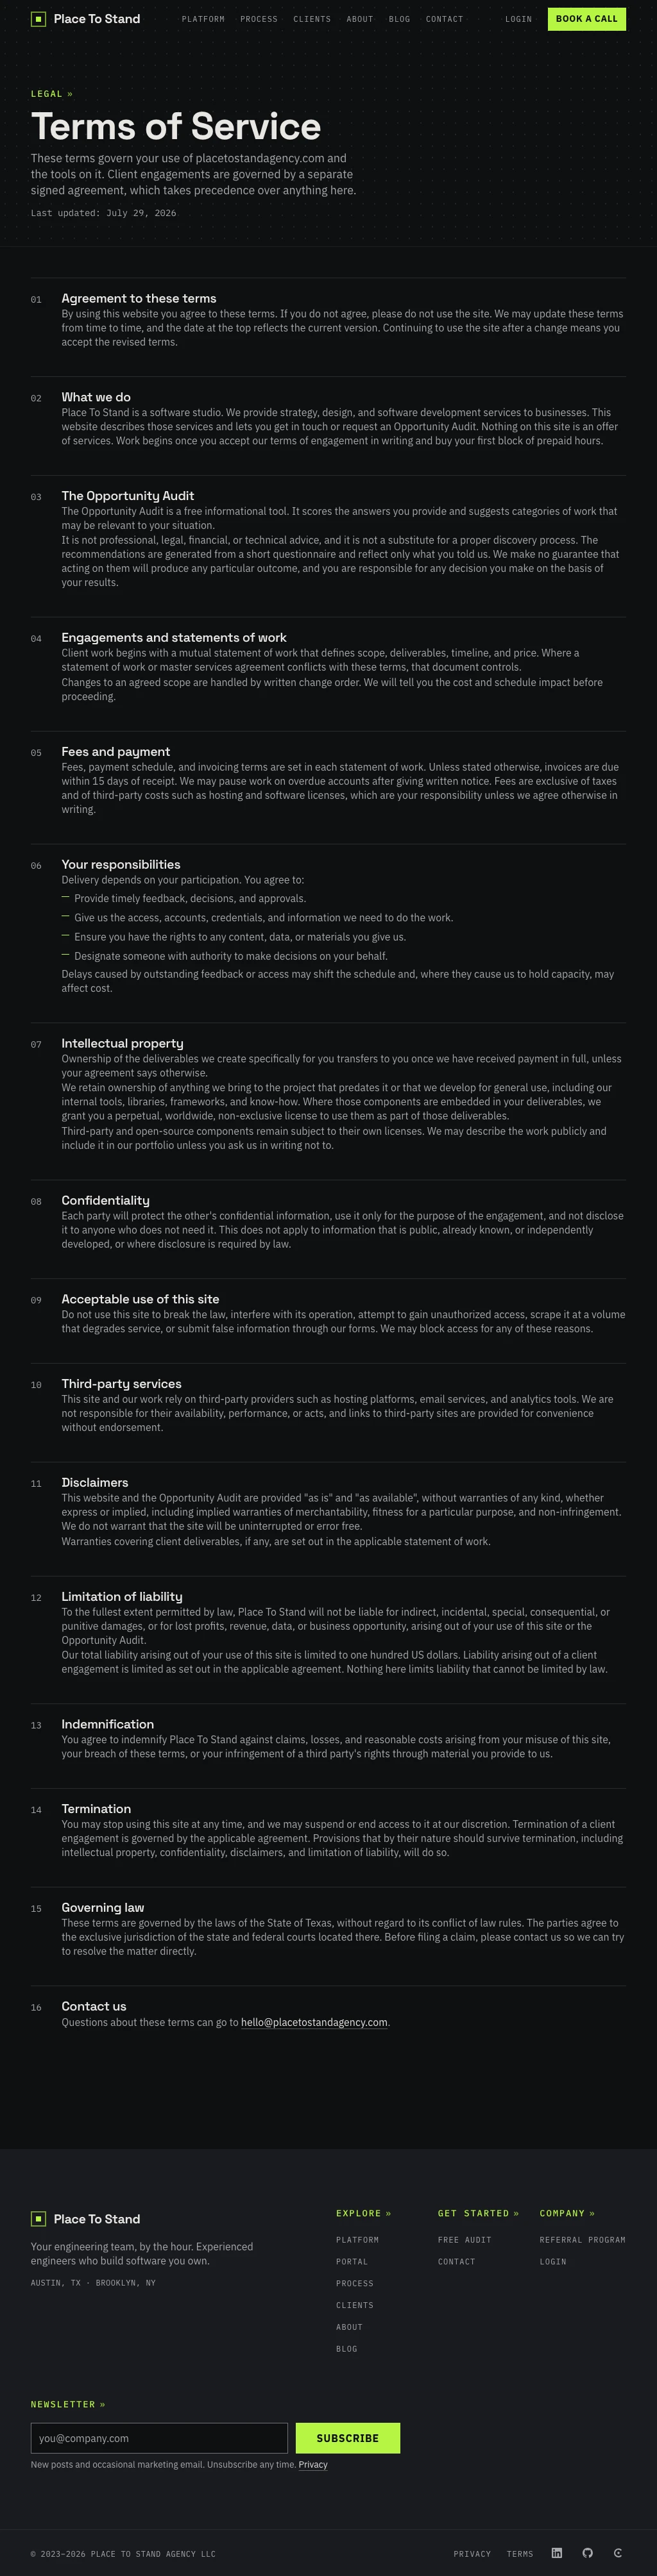 Place To Stand
PLATFORM PROCESS CLIENTS ABOUT BLOG CONTACT LOGIN BOOK A CALL
LEGAL »
Terms of Service
These terms govern your use of placetostandagency.com and
the tools on it. Client engagements are governed by a separate
signed agreement, which takes precedence over anything here.
Last updated: July 29, 2026
01 Agreement to these terms
By using this website you agree to these terms. If you do not agree, please do not use the site. We may update these terms
from time to time, and the date at the top reflects the current version. Continuing to use the site after a change means you
accept the revised terms.
02 What we do
Place To Stand is a software studio. We provide strategy, design, and software development services to businesses. This
website describes those services and lets you get in touch or request an Opportunity Audit. Nothing on this site is an offer
of services. Work begins once you accept our terms of engagement in writing and buy your first block of prepaid hours.
03 The Opportunity Audit
The Opportunity Audit is a free informational tool. It scores the answers you provide and suggests categories of work that
may be relevant to your situation.
It is not professional, legal, financial, or technical advice, and it is not a substitute for a proper discovery process. The
recommendations are generated from a short questionnaire and reflect only what you told us. We make no guarantee that
acting on them will produce any particular outcome, and you are responsible for any decision you make on the basis of
your results.
04 Engagements and statements of work
Client work begins with a mutual statement of work that defines scope, deliverables, timeline, and price. Where a
statement of work or master services agreement conflicts with these terms, that document controls.
Changes to an agreed scope are handled by written change order. We will tell you the cost and schedule impact before
proceeding.
05 Fees and payment
Fees, payment schedule, and invoicing terms are set in each statement of work. Unless stated otherwise, invoices are due
within 15 days of receipt. We may pause work on overdue accounts after giving written notice. Fees are exclusive of taxes
and of third-party costs such as hosting and software licenses, which are your responsibility unless we agree otherwise in
writing.
06 Your responsibilities
Delivery depends on your participation. You agree to:
— Provide timely feedback, decisions, and approvals.
— Give us the access, accounts, credentials, and information we need to do the work.
— Ensure you have the rights to any content, data, or materials you give us.
— Designate someone with authority to make decisions on your behalf.
Delays caused by outstanding feedback or access may shift the schedule and, where they cause us to hold capacity, may
affect cost.
07 Intellectual property
Ownership of the deliverables we create specifically for you transfers to you once we have received payment in full, unless
your agreement says otherwise.
We retain ownership of anything we bring to the project that predates it or that we develop for general use, including our
internal tools, libraries, frameworks, and know-how. Where those components are embedded in your deliverables, we
grant you a perpetual, worldwide, non-exclusive license to use them as part of those deliverables.
Third-party and open-source components remain subject to their own licenses. We may describe the work publicly and
include it in our portfolio unless you ask us in writing not to.
08 Confidentiality
Each party will protect the other's confidential information, use it only for the purpose of the engagement, and not disclose
it to anyone who does not need it. This does not apply to information that is public, already known, or independently
developed, or where disclosure is required by law.
09 Acceptable use of this site
Do not use this site to break the law, interfere with its operation, attempt to gain unauthorized access, scrape it at a volume
that degrades service, or submit false information through our forms. We may block access for any of these reasons.
10 Third-party services
This site and our work rely on third-party providers such as hosting platforms, email services, and analytics tools. We are
not responsible for their availability, performance, or acts, and links to third-party sites are provided for convenience
without endorsement.
11 Disclaimers
This website and the Opportunity Audit are provided "as is" and "as available", without warranties of any kind, whether
express or implied, including implied warranties of merchantability, fitness for a particular purpose, and non-infringement.
We do not warrant that the site will be uninterrupted or error free.
Warranties covering client deliverables, if any, are set out in the applicable statement of work.
12 Limitation of liability
To the fullest extent permitted by law, Place To Stand will not be liable for indirect, incidental, special, consequential, or
punitive damages, or for lost profits, revenue, data, or business opportunity, arising out of your use of this site or the
Opportunity Audit.
Our total liability arising out of your use of this site is limited to one hundred US dollars. Liability arising out of a client
engagement is limited as set out in the applicable agreement. Nothing here limits liability that cannot be limited by law.
13 Indemnification
You agree to indemnify Place To Stand against claims, losses, and reasonable costs arising from your misuse of this site,
your breach of these terms, or your infringement of a third party's rights through material you provide to us.
14 Termination
You may stop using this site at any time, and we may suspend or end access to it at our discretion. Termination of a client
engagement is governed by the applicable agreement. Provisions that by their nature should survive termination, including
intellectual property, confidentiality, disclaimers, and limitation of liability, will do so.
15 Governing law
These terms are governed by the laws of the State of Texas, without regard to its conflict of law rules. The parties agree to
the exclusive jurisdiction of the state and federal courts located there. Before filing a claim, please contact us so we can try
to resolve the matter directly.
16 Contact us
Questions about these terms can go to hello@placetostandagency.com.
Place To Stand
Your engineering team, by the hour. Experienced
engineers who build software you own.
AUSTIN, TX · BROOKLYN, NY
EXPLORE »
PLATFORM
PORTAL
PROCESS
CLIENTS
ABOUT
BLOG
GET STARTED »
FREE AUDIT
CONTACT
COMPANY »
REFERRAL PROGRAM
LOGIN
NEWSLETTER »
you@company.com
SUBSCRIBE
New posts and occasional marketing email. Unsubscribe any time. Privacy
© 2023–2026 PLACE TO STAND AGENCY LLC
PRIVACY TERMS